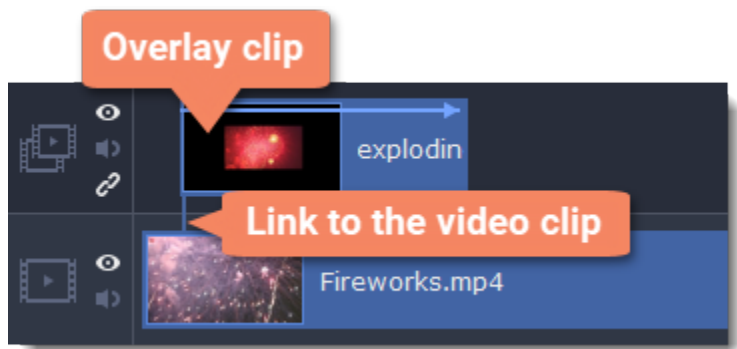 Overlay clip
explodin
Link to the video clip
Fireworks.mp4